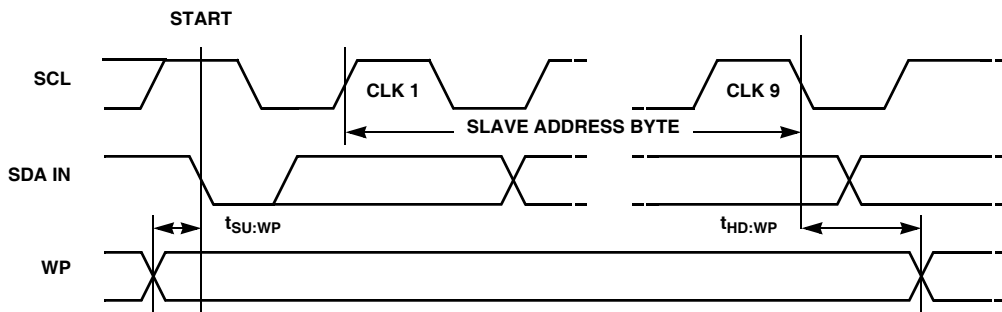 START
SCL
CLK 1
CLK 9
SLAVE ADDRESS BYTE
SDA IN
tSU:WP
tHD:WP
WP